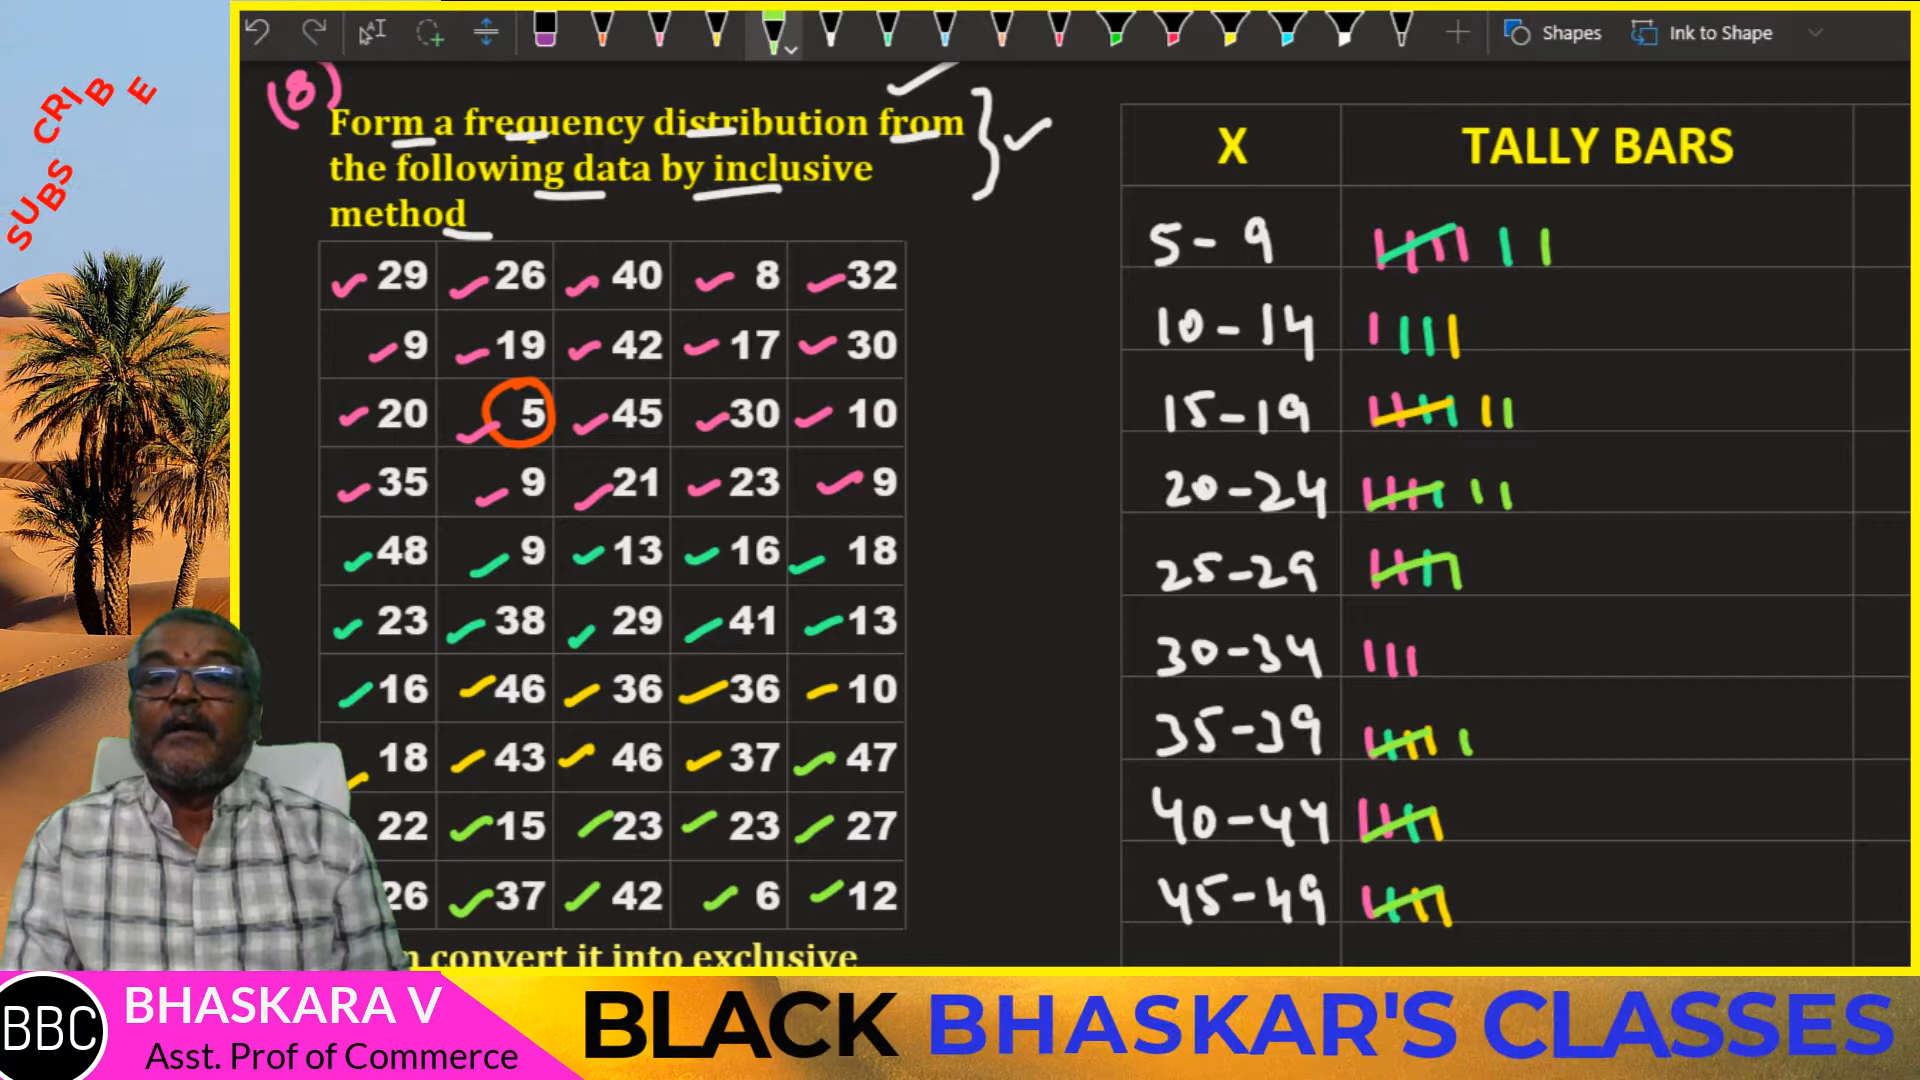 SUBSCRIBE
Shapes
Ink to Shape
(8)
Form a frequency distribution from
the following data by inclusive
method
29 26 40 8 32
9 19 42 17 30
20 5 45 30 10
35 9 21 23 9
48 9 13 16 18
23 38 29 41 13
16 46 36 36 10
18 43 46 37 47
22 15 23 23 27
26 37 42 6 12
convert it into exclusive
X TALLY BARS
5-9
10-14
15-19
20-24
25-29
30-34
35-39
40-44
45-49
BBC
BHASKARA V
Asst. Prof of Commerce
BLACK BHASKAR'S CLASSES